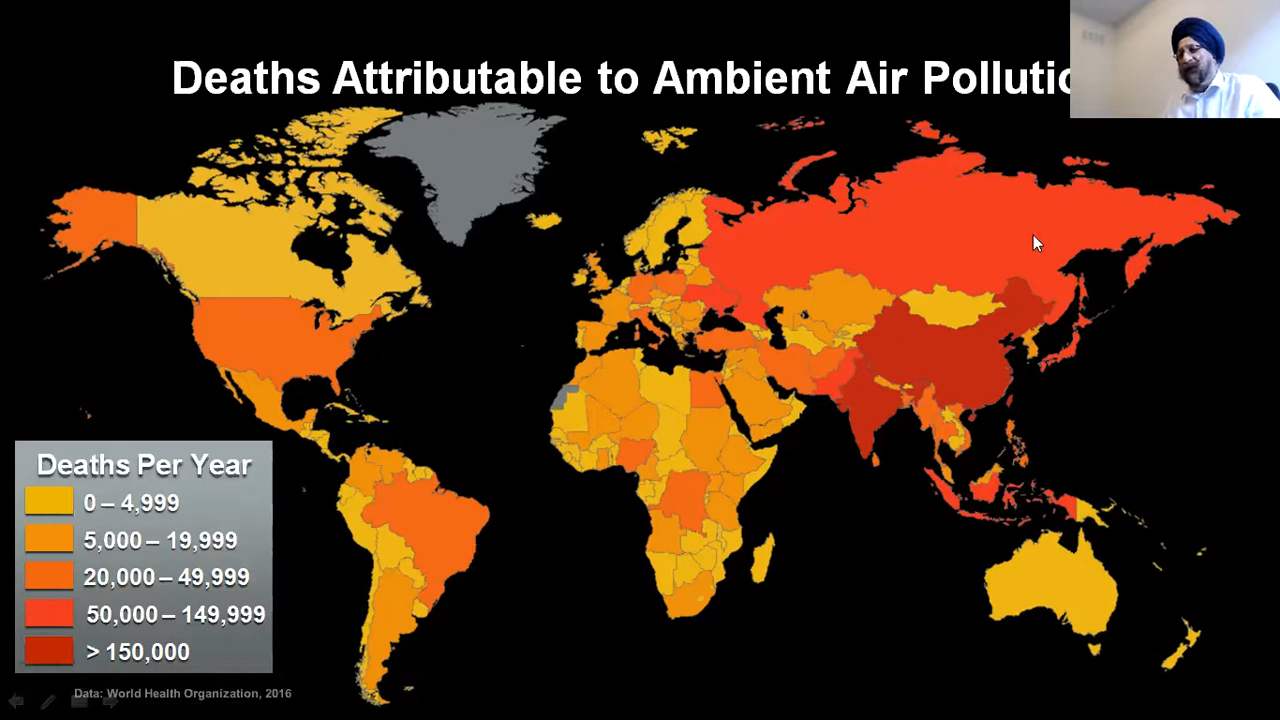 Deaths Attributable to Ambient Air Pollutio
Deaths Per Year
0 – 4,999
5,000 – 19,999
20,000 – 49,999
50,000 – 149,999
> 150,000
Data: World Health Organization, 2016